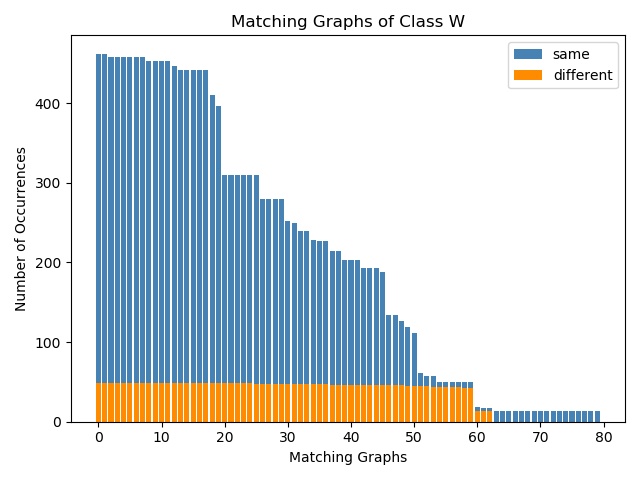 Matching Graphs of Class W
same
different
Number of Occurrences
400
300
200
100
0
0 10 20 30 40 50 60 70 80
Matching Graphs